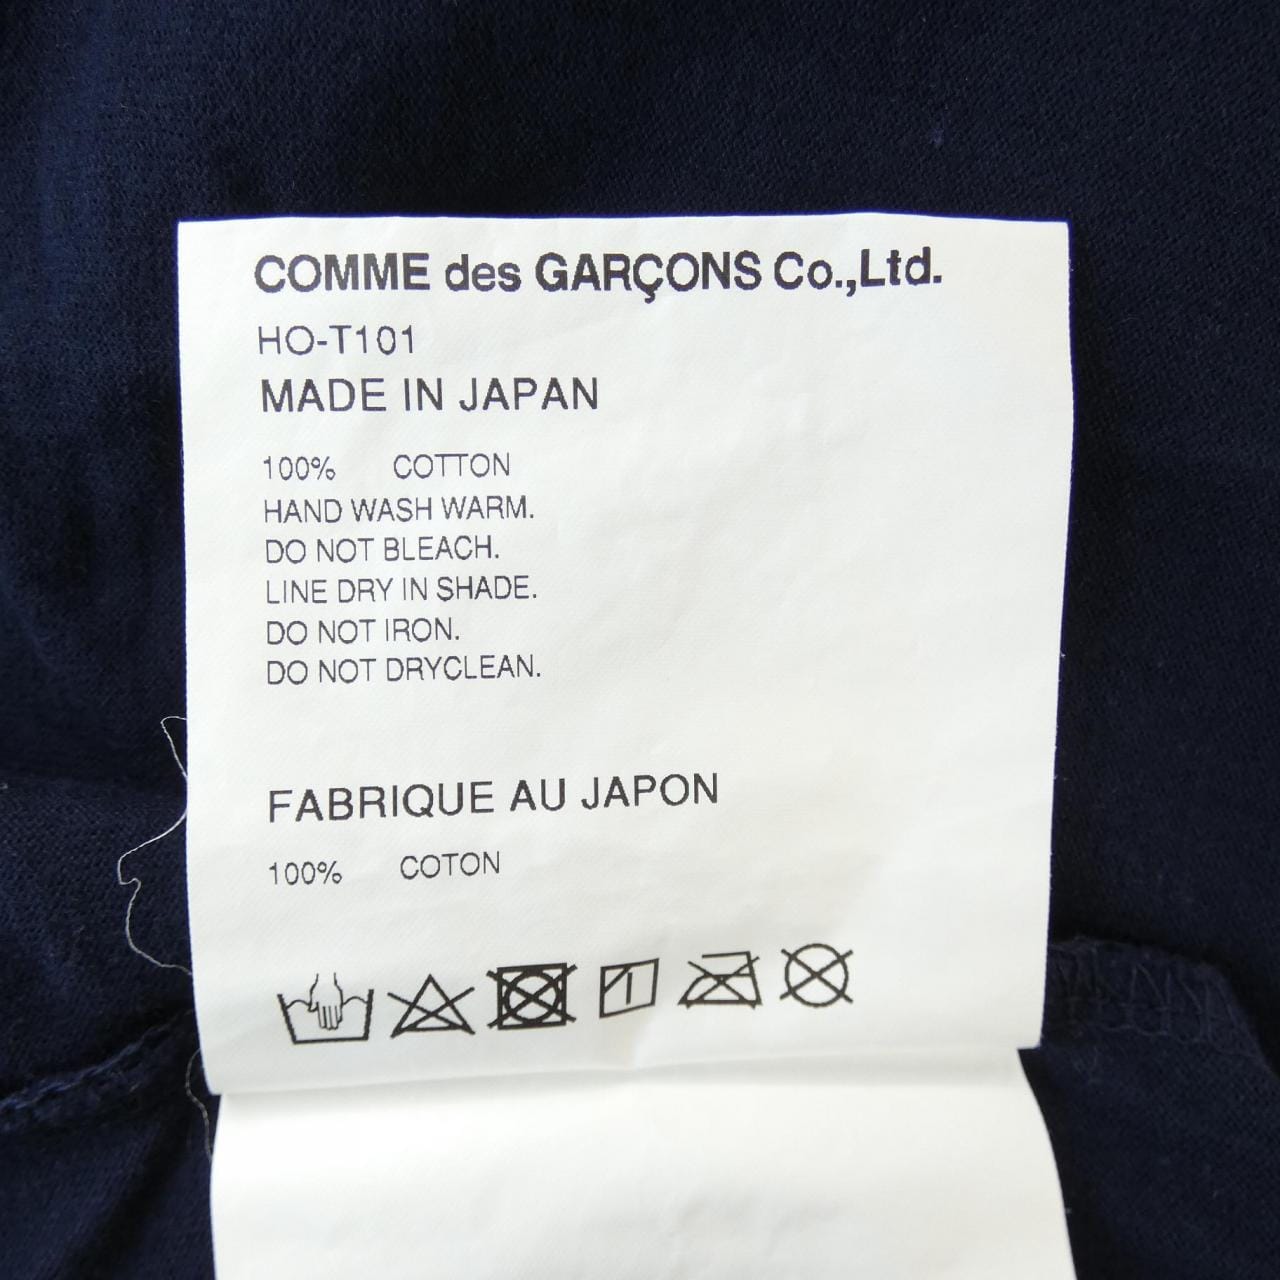 COMME des GARÇONS Co.,Ltd.
HO-T101
MADE IN JAPAN
100% COTTON
HAND WASH WARM.
DO NOT BLEACH.
LINE DRY IN SHADE.
DO NOT IRON.
DO NOT DRYCLEAN.
FABRIQUE AU JAPON
100% COTON